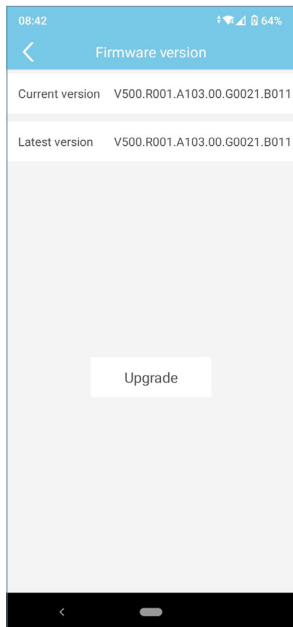 08:42 64%
Firmware version
Current version V500.R001.A103.00.G0021.B011
Latest version V500.R001.A103.00.G0021.B011
Upgrade